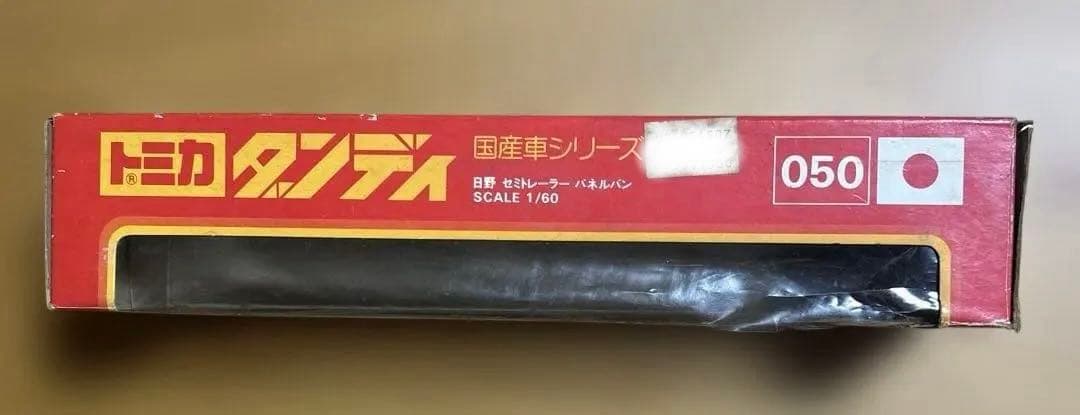 トミカ®ダンディ
国産車シリーズ
日野 セミトレーラー パネルバン
SCALE 1/60
050